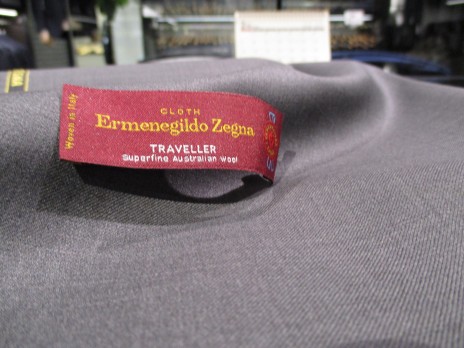 Woven in Italy
CLOTH
Ermenegildo Zegna
TRAVELLER
Superfine Australian Wool